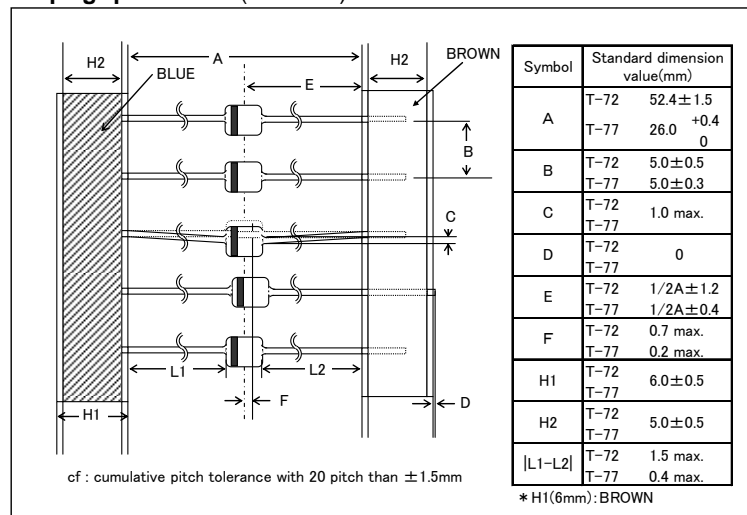 H2
A
H2
BROWN
BLUE
E
B
C
L1
L2
F
D
H1
cf : cumulative pitch tolerance with 20 pitch than ±1.5mm
Symbol Standard dimension value(mm)
A T-72 52.4±1.5
T-77 26.0 +0.4 0
B T-72 5.0±0.5
T-77 5.0±0.3
C T-72 T-77 1.0 max.
D T-72 T-77 0
E T-72 1/2A±1.2
T-77 1/2A±0.4
F T-72 0.7 max.
T-77 0.2 max.
H1 T-72 T-77 6.0±0.5
H2 T-72 T-77 5.0±0.5
|L1-L2| T-72 1.5 max.
T-77 0.4 max.
*H1(6mm):BROWN